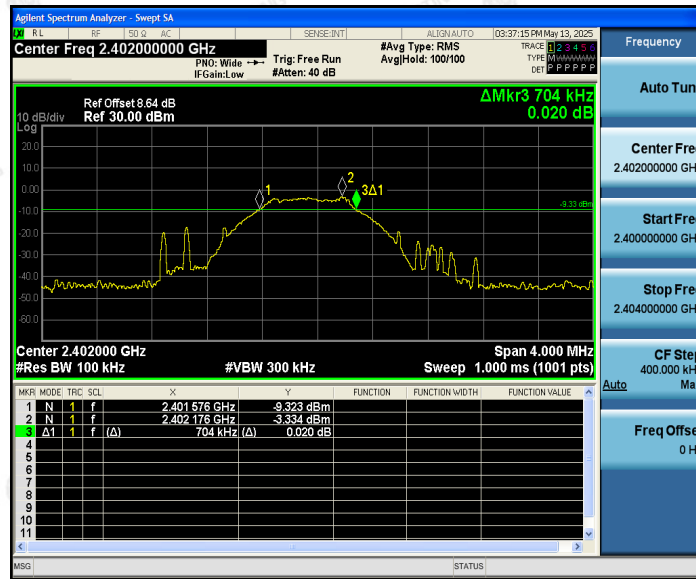 Agilent Spectrum Analyzer - Swept SA
LXI RL RF 50 Ω AC SENSE:INT ALIGNAUTO 03:37:15 PM May 13, 2025
Center Freq 2.402000000 GHz #Avg Type: RMS TRACE 1 2 3 4 5 6
PNO: Wide Trig: Free Run Avg|Hold: 100/100 TYPE MWWWWW
IFGain:Low #Atten: 40 dB DET P P P P P P
ΔMkr3 704 kHz
Ref Offset 8.64 dB
10 dB/div Ref 30.00 dBm 0.020 dB
Log
20.0
10.0
0.00
-10.0
-20.0
-30.0
-40.0
-50.0
-60.0
1
2
3Δ1
-9.33 dBm
Center 2.402000 GHz Span 4.000 MHz
#Res BW 100 kHz #VBW 300 kHz Sweep 1.000 ms (1001 pts)
MKR MODE TRC SCL X Y FUNCTION FUNCTION WIDTH FUNCTION VALUE
1 N 1 f 2.401 576 GHz -9.323 dBm
2 N 1 f 2.402 176 GHz -3.334 dBm
3 Δ1 1 f (Δ) 704 kHz (Δ) 0.020 dB
4
5
6
7
8
9
10
11
MSG STATUS
Frequency
Auto Tun
Center Fre
2.402000000 GH
Start Fre
2.400000000 GH
Stop Fre
2.404000000 GH
CF Step
400.000 kH
Auto Ma
Freq Offse
0 H